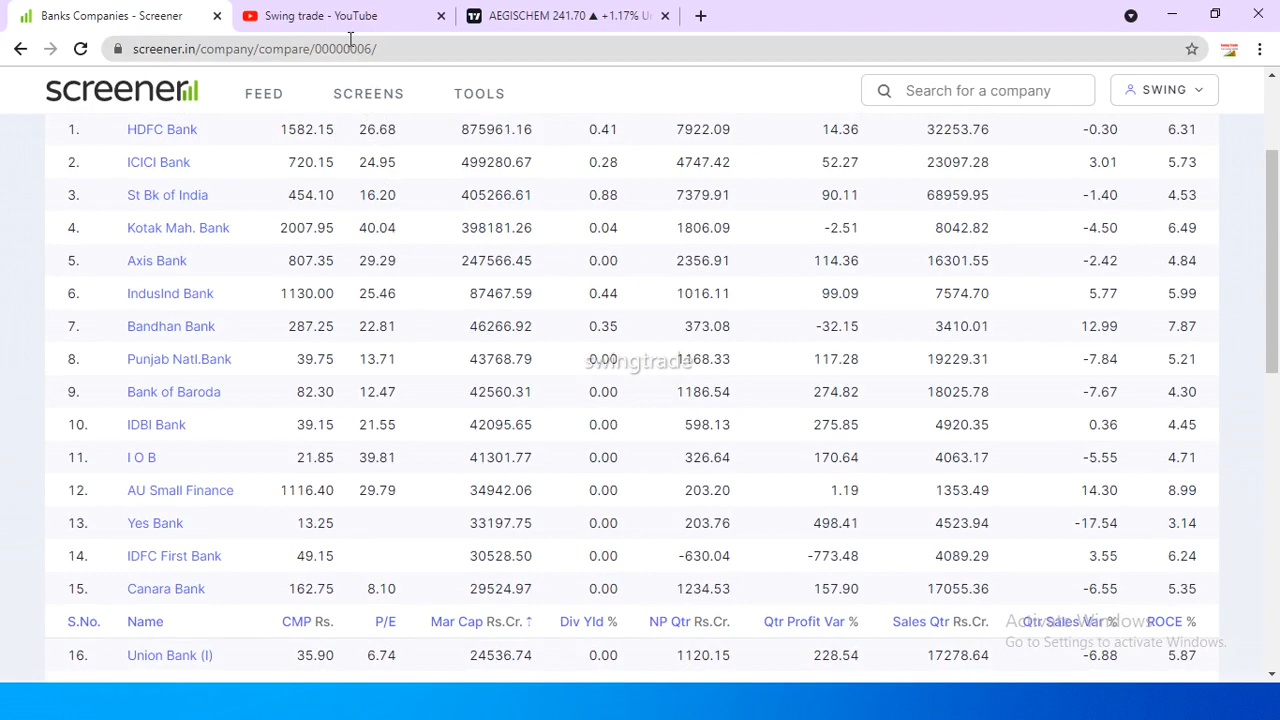 Banks Companies - Screener
Swing trade - YouTube
AEGISCHEM 241.70 ▲ +1.17%
screener.in/company/compare/00000006/
screener FEED SCREENS TOOLS Search for a company SWING
1. HDFC Bank 1582.15 26.68 875961.16 0.41 7922.09 14.36 32253.76 -0.30 6.31
2. ICICI Bank 720.15 24.95 499280.67 0.28 4747.42 52.27 23097.28 3.01 5.73
3. St Bk of India 454.10 16.20 405266.61 0.88 7379.91 90.11 68959.95 -1.40 4.53
4. Kotak Mah. Bank 2007.95 40.04 398181.26 0.04 1806.09 -2.51 8042.82 -4.50 6.49
5. Axis Bank 807.35 29.29 247566.45 0.00 2356.91 114.36 16301.55 -2.42 4.84
6. IndusInd Bank 1130.00 25.46 87467.59 0.44 1016.11 99.09 7574.70 5.77 5.99
7. Bandhan Bank 287.25 22.81 46266.92 0.35 373.08 -32.15 3410.01 12.99 7.87
8. Punjab Natl.Bank 39.75 13.71 43768.79 0.00 1168.33 117.28 19229.31 -7.84 5.21
swingtrade
9. Bank of Baroda 82.30 12.47 42560.31 0.00 1186.54 274.82 18025.78 -7.67 4.30
10. IDBI Bank 39.15 21.55 42095.65 0.00 598.13 275.85 4920.35 0.36 4.45
11. I O B 21.85 39.81 41301.77 0.00 326.64 170.64 4063.17 -5.55 4.71
12. AU Small Finance 1116.40 29.79 34942.06 0.00 203.20 1.19 1353.49 14.30 8.99
13. Yes Bank 13.25 33197.75 0.00 203.76 498.41 4523.94 -17.54 3.14
14. IDFC First Bank 49.15 30528.50 0.00 -630.04 -773.48 4089.29 3.55 6.24
15. Canara Bank 162.75 8.10 29524.97 0.00 1234.53 157.90 17055.36 -6.55 5.35
S.No. Name CMP Rs. P/E Mar Cap Rs.Cr. ↑ Div Yld % NP Qtr Rs.Cr. Qtr Profit Var % Sales Qtr Rs.Cr. Qtr Sales Var % ROCE %
Activate Windows
Go to Settings to activate Windows.
16. Union Bank (I) 35.90 6.74 24536.74 0.00 1120.15 228.54 17278.64 -6.88 5.87